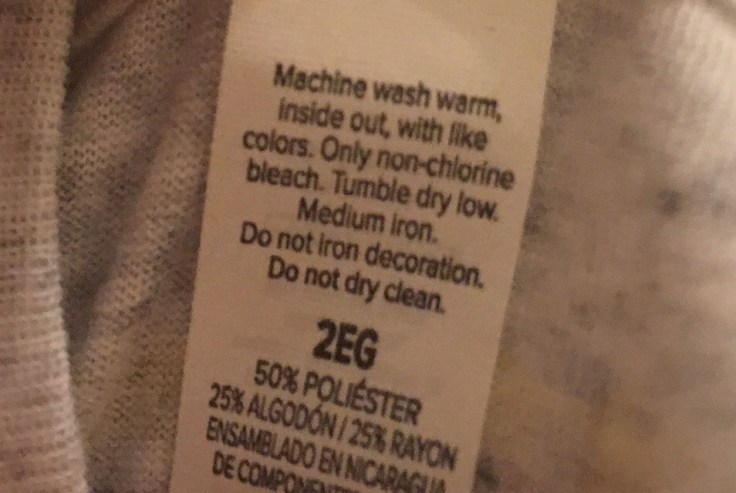 Machine wash warm,
inside out, with like
colors. Only non-chlorine
bleach. Tumble dry low.
Medium iron.
Do not iron decoration.
Do not dry clean.
2EG
50% POLIÉSTER
25% ALGODÓN / 25% RAYON
ENSAMBLADO EN NICARAGUA
DE